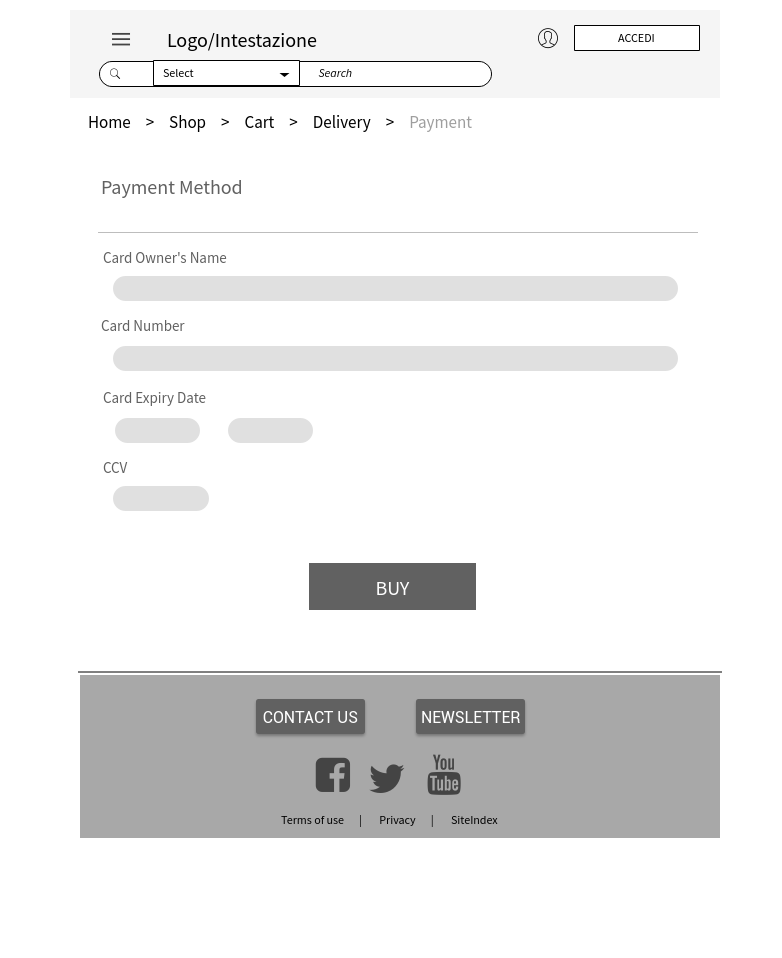 Logo/Intestazione
ACCEDI
Select
Search
Home > Shop > Cart > Delivery > Payment
Payment Method
Card Owner's Name
Card Number
Card Expiry Date
CCV
BUY
CONTACT US
NEWSLETTER
You
Tube
Terms of use | Privacy | SiteIndex